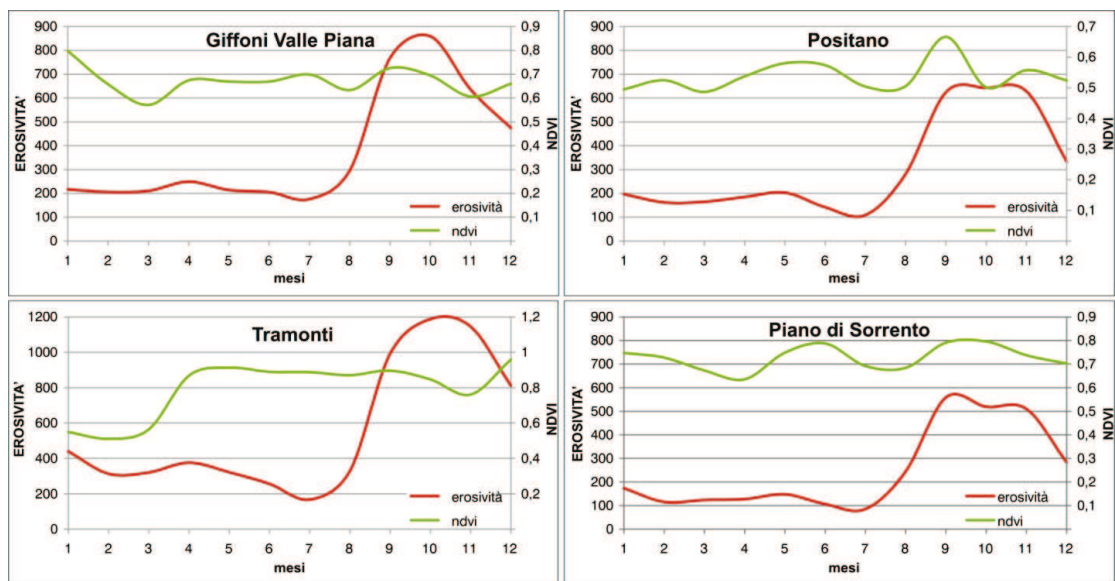 Giffoni Valle Piana
EROSIVITA'
900
800
700
600
500
400
300
200
100
0
0,9
0,8
0,7
0,6
0,5
0,4
0,3
0,2
0,1
NDVI
erosività
ndvi
1 2 3 4 5 6 7 8 9 10 11 12
mesi
Positano
EROSIVITA'
900
800
700
600
500
400
300
200
100
0
0,7
0,6
0,5
0,4
0,3
0,2
0,1
NDVI
erosività
ndvi
1 2 3 4 5 6 7 8 9 10 11 12
mesi
Tramonti
EROSIVITA'
1200
1000
800
600
400
200
0
1,2
1
0,8
0,6
0,4
0,2
NDVI
erosività
ndvi
1 2 3 4 5 6 7 8 9 10 11 12
mesi
Piano di Sorrento
EROSIVITA'
900
800
700
600
500
400
300
200
100
0
0,9
0,8
0,7
0,6
0,5
0,4
0,3
0,2
0,1
NDVI
erosività
ndvi
1 2 3 4 5 6 7 8 9 10 11 12
mesi